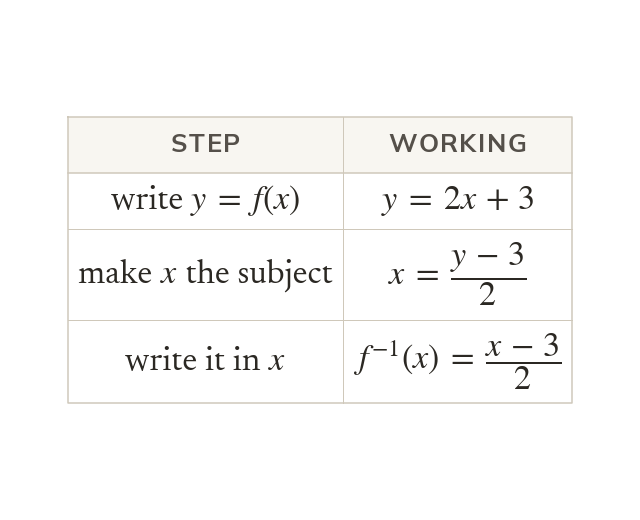 STEP WORKING
write y = f(x) y = 2x + 3
make x the subject x = (y − 3)/2
write it in x f⁻¹(x) = (x − 3)/2